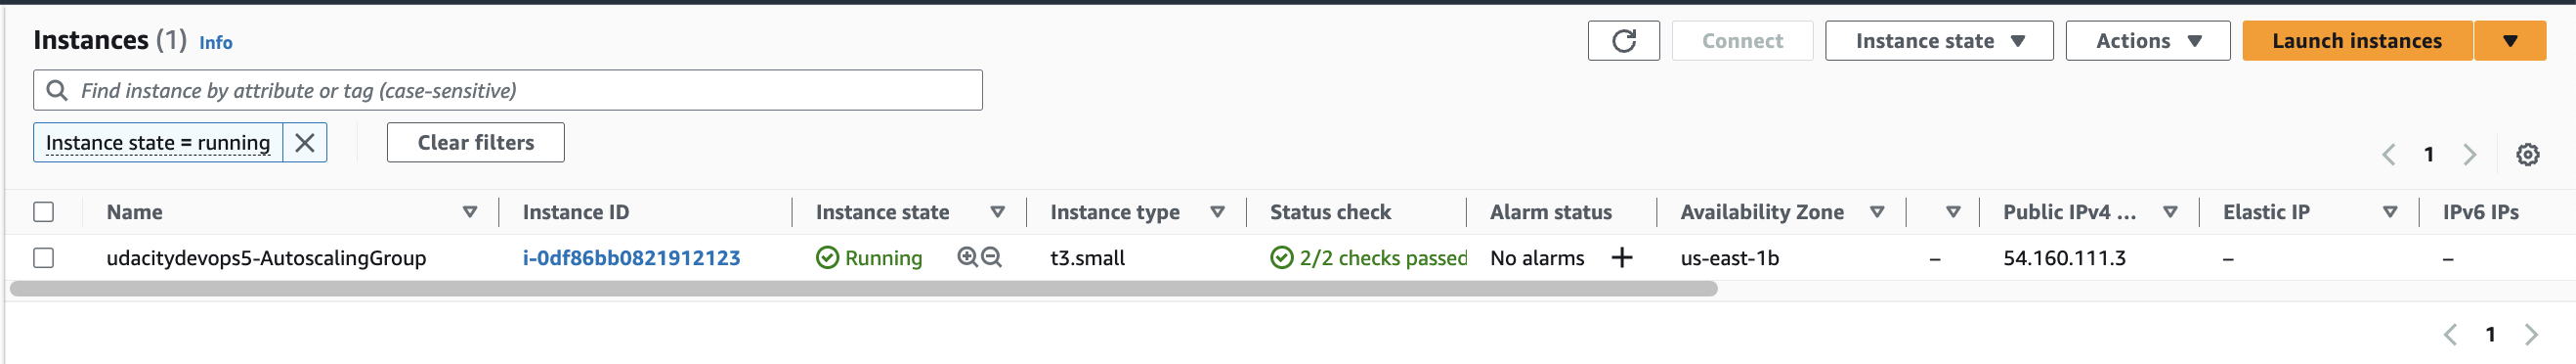 Instances (1) Info
Connect Instance state Actions Launch instances
Find instance by attribute or tag (case-sensitive)
Instance state = running Clear filters
1
Name Instance ID Instance state Instance type Status check Alarm status Availability Zone Public IPv4 ... Elastic IP IPv6 IPs
udacitydevops5-AutoscalingGroup i-0df86bb0821912123 Running t3.small 2/2 checks passed No alarms + us-east-1b – 54.160.111.3 – –
1